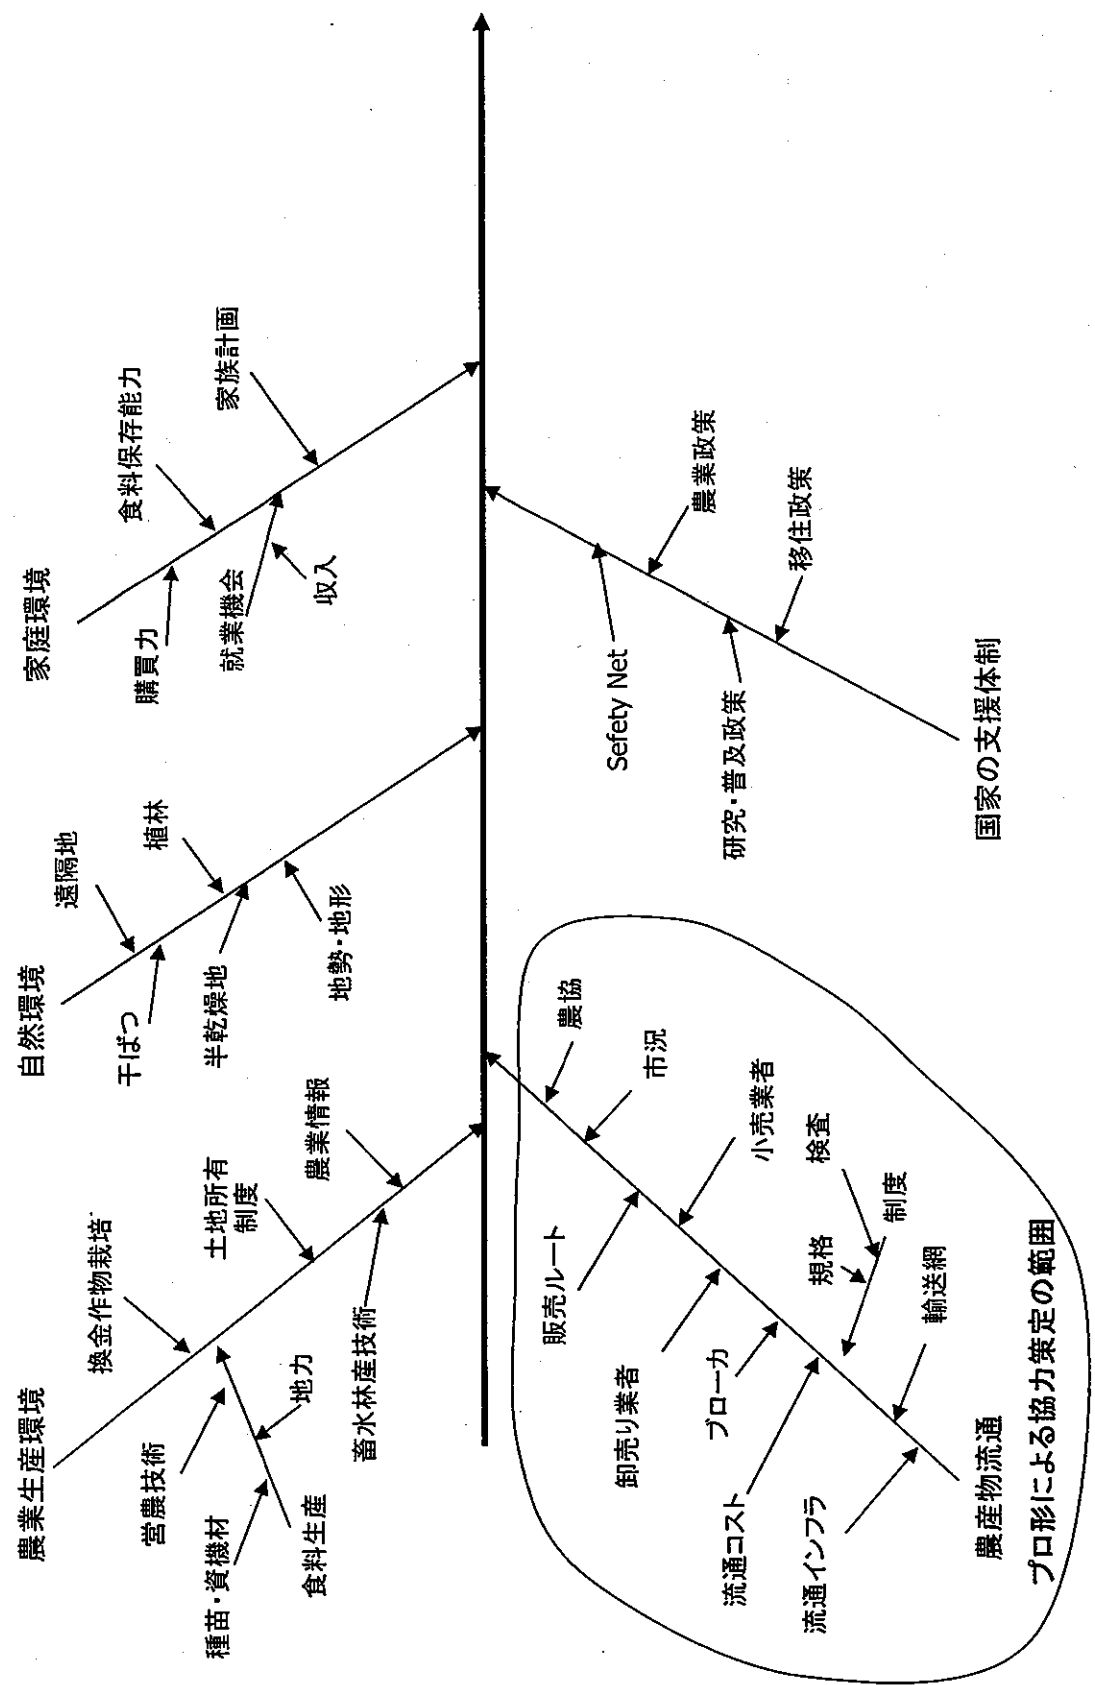 農業生産環境
換金作物栽培
土地所有
制度
農業情報
営農技術
種苗・資機材
地力
食料生産
畜水林産技術
自然環境
遠隔地
植林
干ばつ
半乾燥地
地勢・地形
家庭環境
食料保存能力
家族計画
購買力
就業機会
収入
農産物流通
農協
市況
小売業者
検査
制度
規格
輸送網
販売ルート
卸売り業者
ブローカ
流通コスト
流通インフラ
プロ形による協力策定の範囲
国家の支援体制
Sefety Net
農業政策
研究・普及政策
移住政策